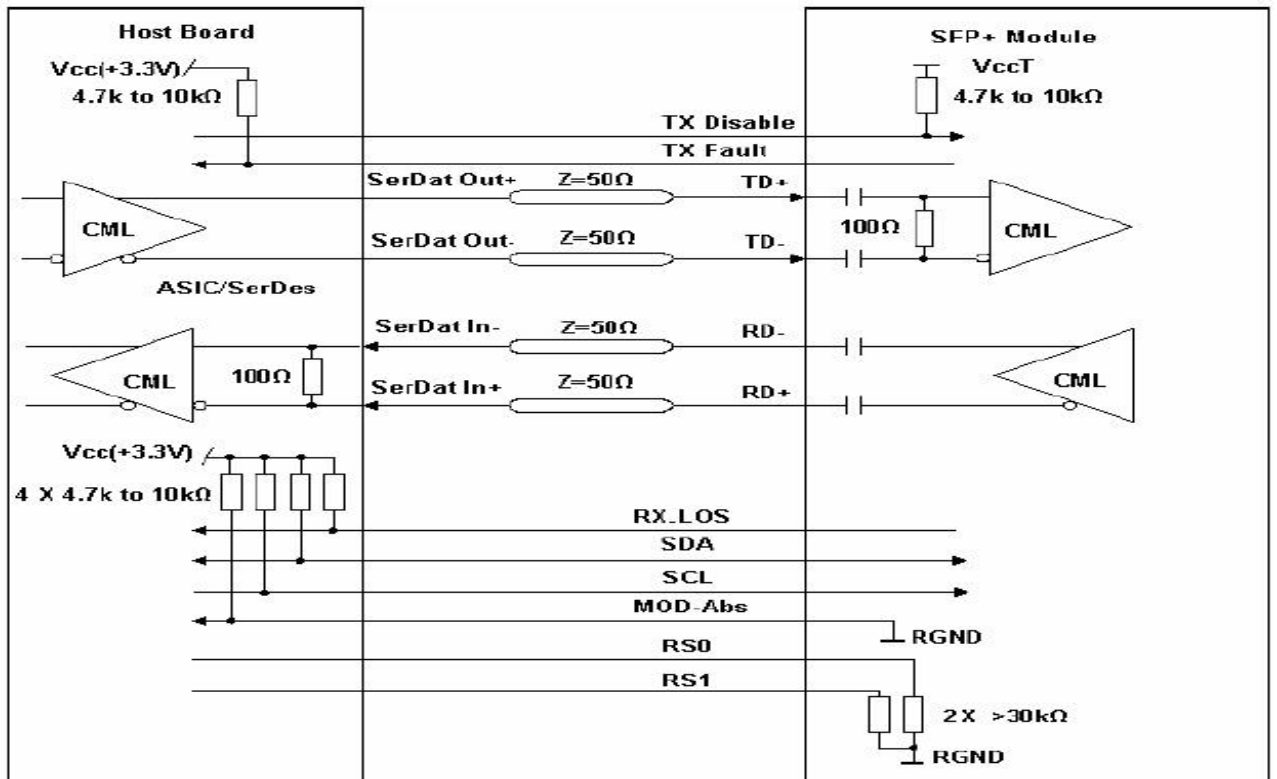 Host Board
SFP+ Module
Vcc(+3.3V)
4.7k to 10kΩ
VccT
4.7k to 10kΩ
TX Disable
TX Fault
SerDat Out+
Z=50Ω
TD+
CML
100Ω
CML
SerDat Out-
Z=50Ω
TD-
ASIC/SerDes
SerDat In-
Z=50Ω
RD-
CML
100Ω
CML
SerDat In+
Z=50Ω
RD+
Vcc(+3.3V)
4 X 4.7k to 10kΩ
RX-LOS
SDA
SCL
MOD-Abs
RGND
RS0
RS1
2X >30kΩ
RGND